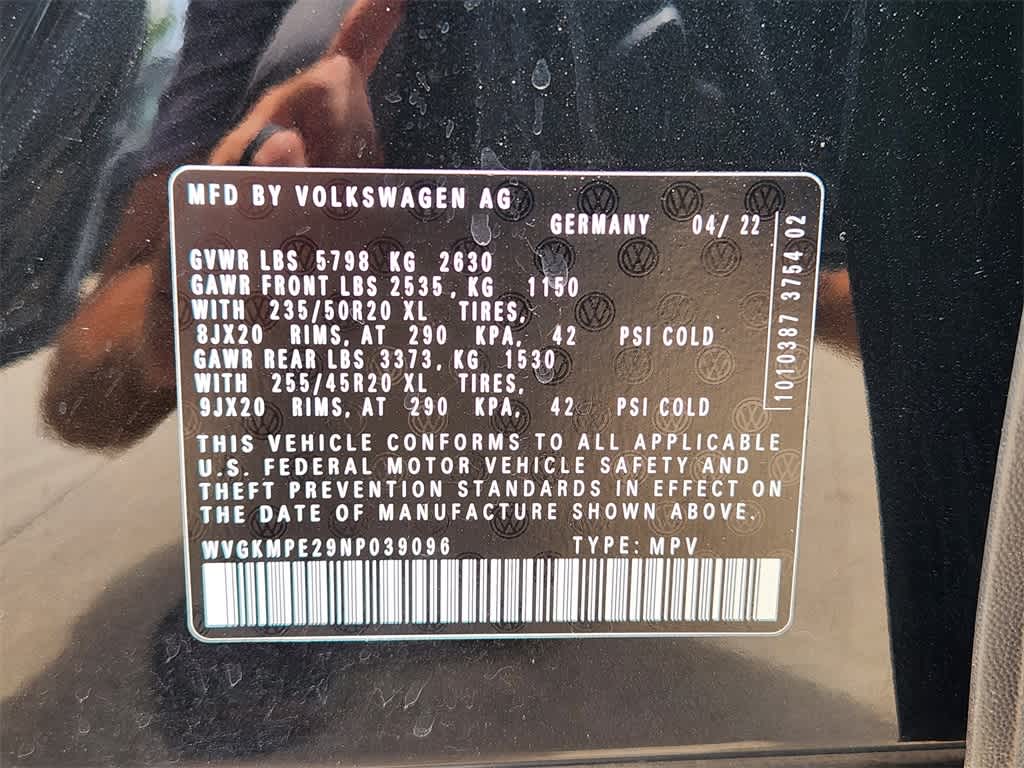 MFD BY VOLKSWAGEN AG
GERMANY 04/ 22
GVWR LBS 5798 KG 2630
GAWR FRONT LBS 2535, KG 1150
WITH 235/50R20 XL TIRES,
8JX20 RIMS, AT 290 KPA, 42 PSI COLD
GAWR REAR LBS 3373, KG 1530
WITH 255/45R20 XL TIRES,
9JX20 RIMS, AT 290 KPA, 42 PSI COLD
THIS VEHICLE CONFORMS TO ALL APPLICABLE
U.S. FEDERAL MOTOR VEHICLE SAFETY AND
THEFT PREVENTION STANDARDS IN EFFECT ON
THE DATE OF MANUFACTURE SHOWN ABOVE.
WVGKMPE29NP039096 TYPE: MPV
1010387 3754 02